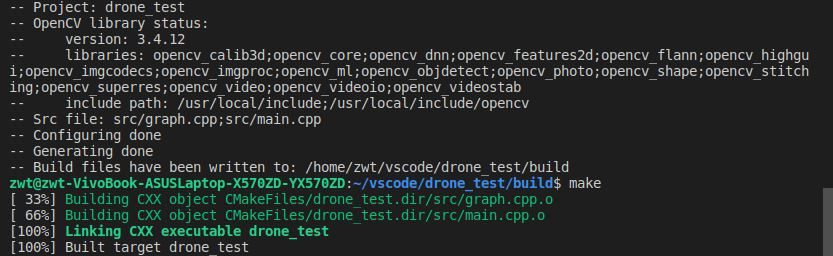 -- Project: drone_test
-- OpenCV library status:
--     version: 3.4.12
--     libraries: opencv_calib3d;opencv_core;opencv_dnn;opencv_features2d;opencv_flann;opencv_highgu
i;opencv_imgcodecs;opencv_imgproc;opencv_ml;opencv_objdetect;opencv_photo;opencv_shape;opencv_stitch
ing;opencv_superres;opencv_video;opencv_videoio;opencv_videostab
--     include path: /usr/local/include;/usr/local/include/opencv
-- Src file: src/graph.cpp;src/main.cpp
-- Configuring done
-- Generating done
-- Build files have been written to: /home/zwt/vscode/drone_test/build
zwt@zwt-VivoBook-ASUSLaptop-X570ZD-YX570ZD:~/vscode/drone_test/build$ make
[ 33%] Building CXX object CMakeFiles/drone_test.dir/src/graph.cpp.o
[ 66%] Building CXX object CMakeFiles/drone_test.dir/src/main.cpp.o
[100%] Linking CXX executable drone_test
[100%] Built target drone_test